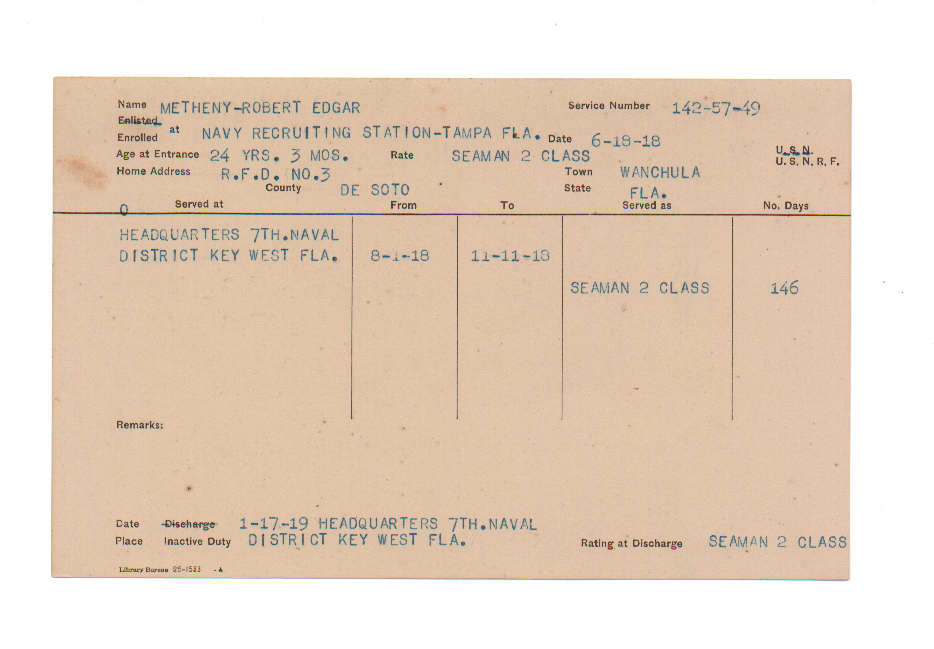 Name METHENY-ROBERT EDGAR Service Number 142-57-49
Enlisted
Enrolled at NAVY RECRUITING STATION-TAMPA FLA. Date 6-18-18
Age at Entrance 24 YRS. 3 MOS. Rate SEAMAN 2 CLASS U.S.N.
U.S.N.R.F.
Home Address R.F.D. NO.3 Town WANCHULA
County DE SOTO State FLA.
0 Served at From To Served as No. Days
HEADQUARTERS 7TH.NAVAL
DISTRICT KEY WEST FLA. 8-1-18 11-11-18
SEAMAN 2 CLASS 146
Remarks:
Date Discharge 1-17-19 HEADQUARTERS 7TH.NAVAL
Place Inactive Duty DISTRICT KEY WEST FLA. Rating at Discharge SEAMAN 2 CLASS
Library Bureau 25-1533 -A